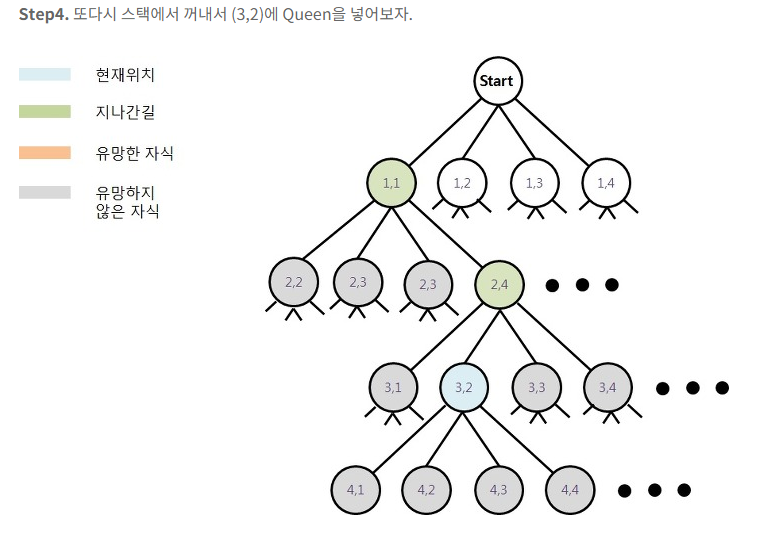 Step4. 또다시 스택에서 꺼내서 (3,2)에 Queen을 넣어보자.
현재위치
지나간길
유망한 자식
유망하지
않은 자식
Start
1,1
1,2
1,3
1,4
2,2
2,3
2,3
2,4
3,1
3,2
3,3
3,4
4,1
4,2
4,3
4,4